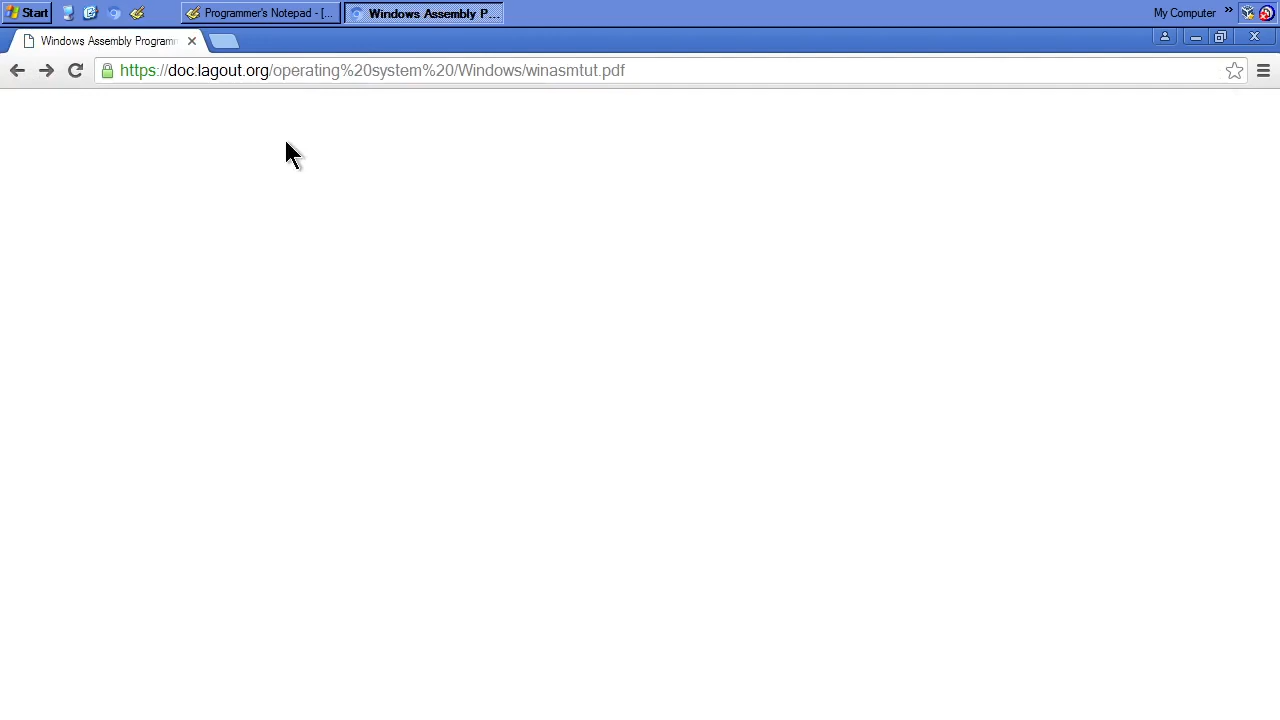 Start
Programmer's Notepad - [...
Windows Assembly P...
My Computer
»
Windows Assembly Programm
https://doc.lagout.org/operating%20system%20/Windows/winasmtut.pdf